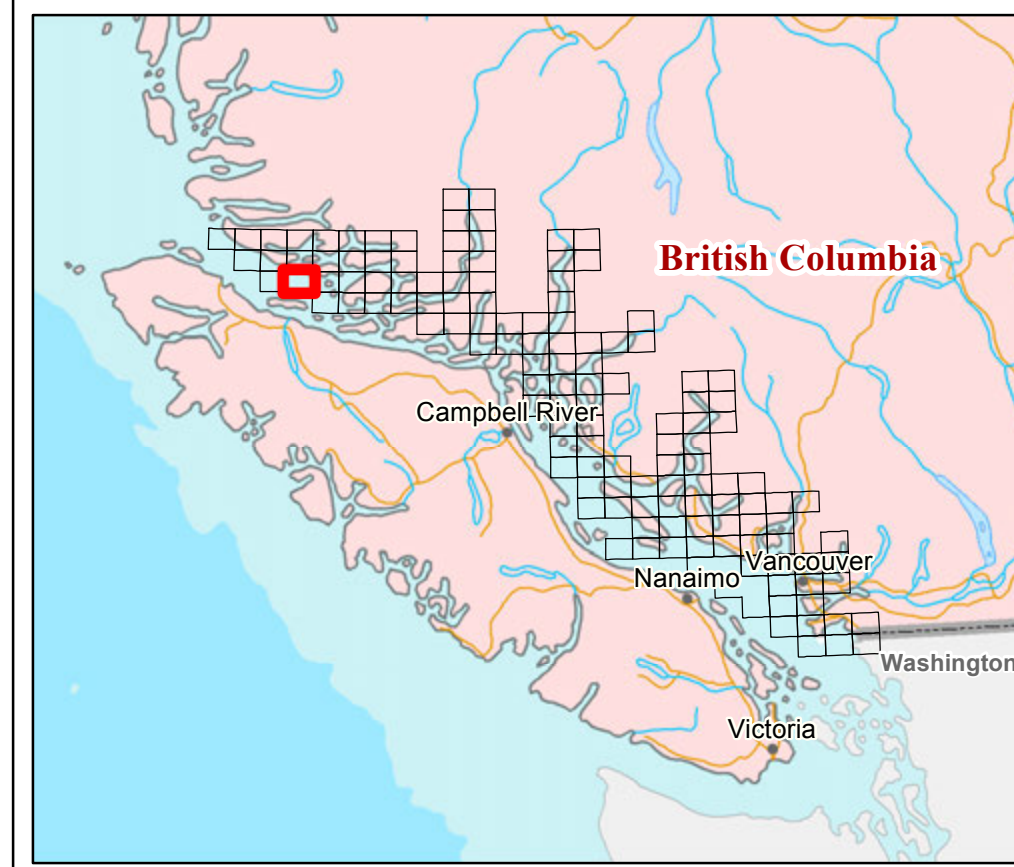 British Columbia
Campbell River
Vancouver
Nanaimo
Washington
Victoria